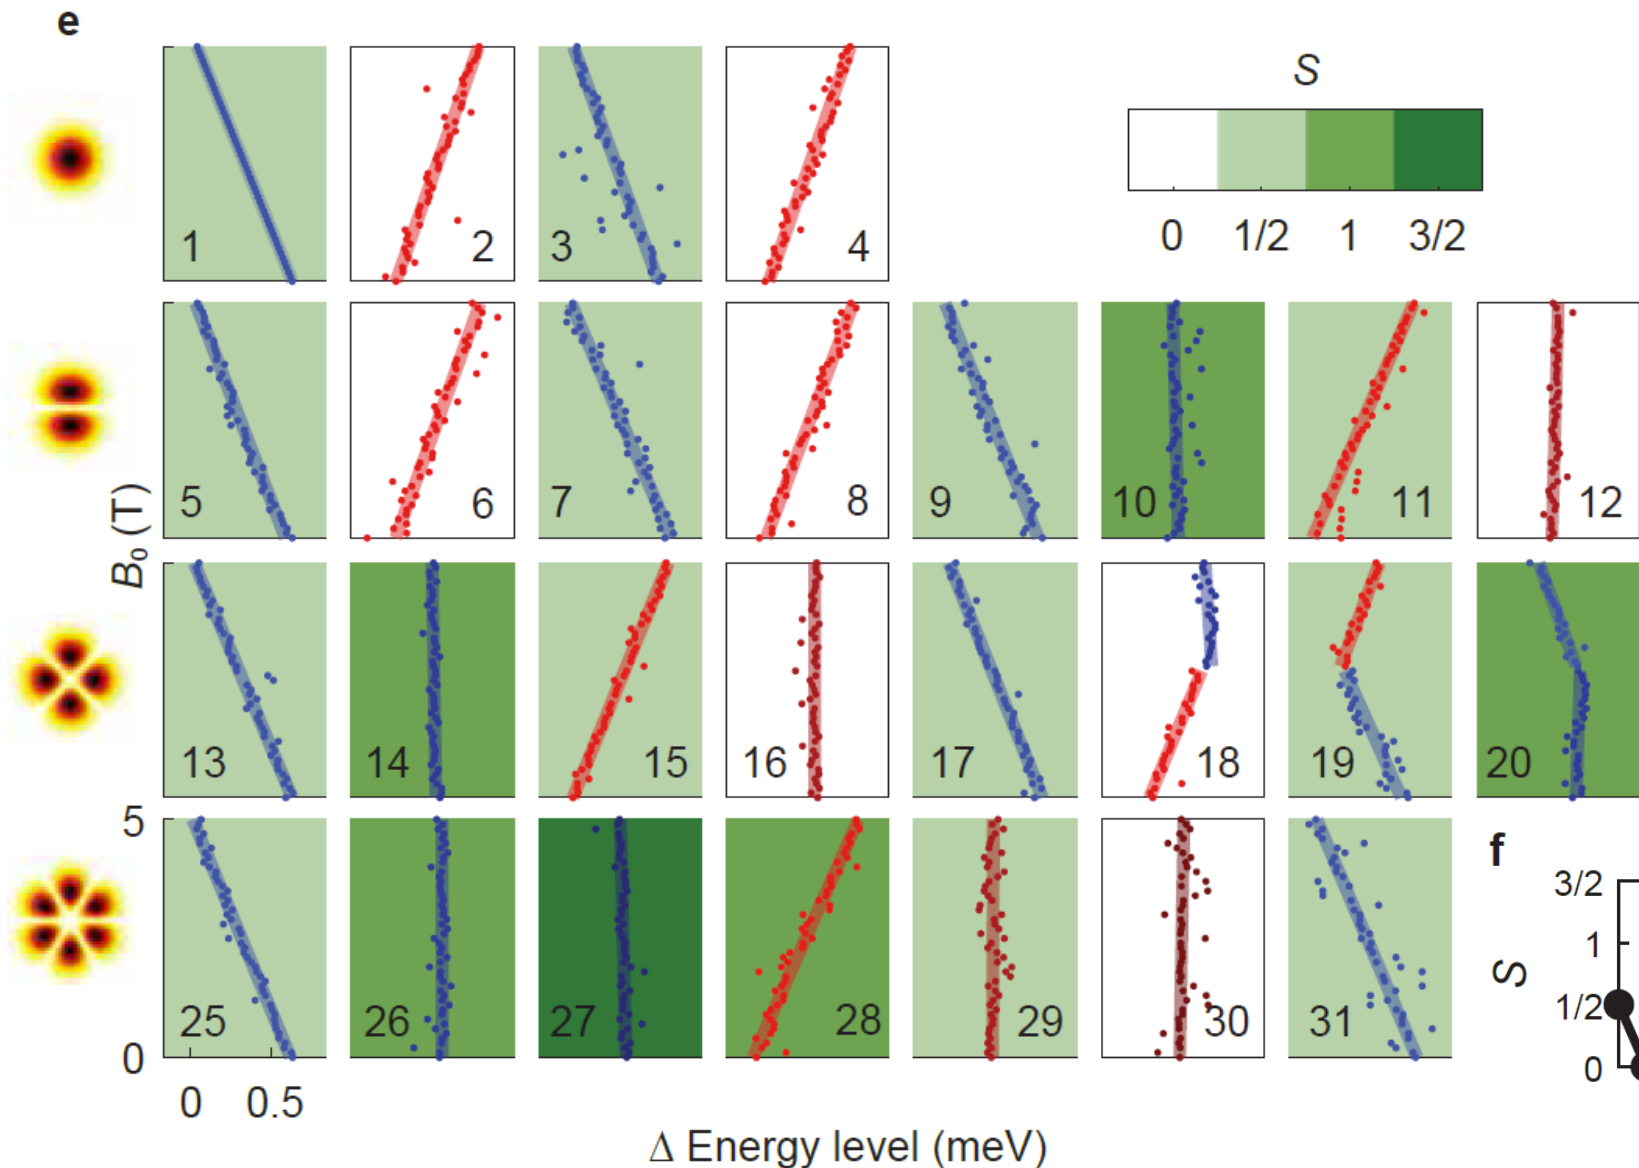 e
S
0 1/2 1 3/2
1 2 3 4
5 6 7 8 9 10 11 12
B₀ (T)
13 14 15 16 17 18 19 20
5
25 26 27 28 29 30 31
0
0 0.5
Δ Energy level (meV)
f
3/2
1
1/2
0
S